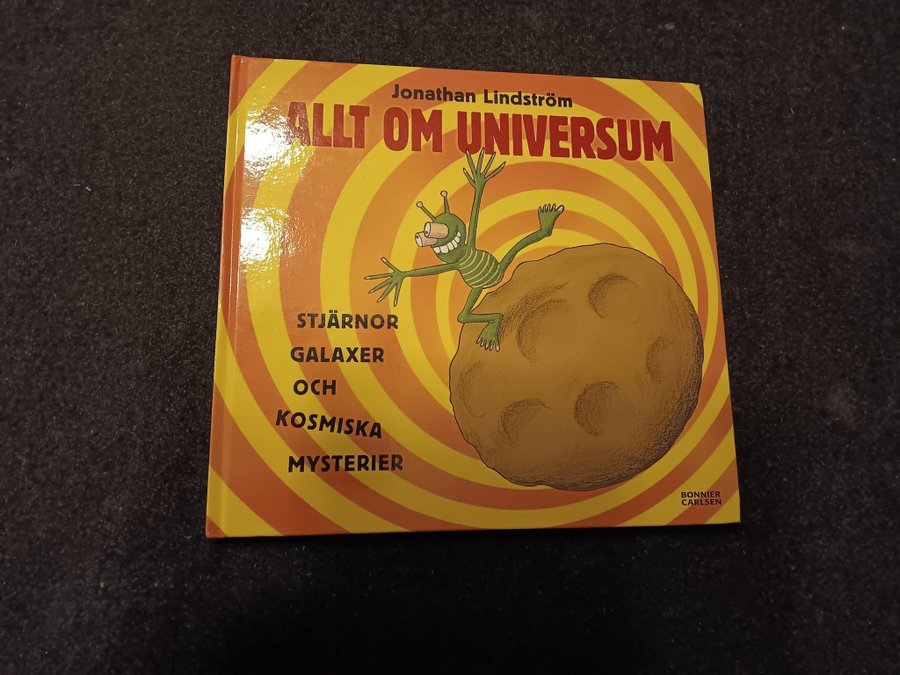 Jonathan Lindström
ALLT OM UNIVERSUM
STJÄRNOR
GALAXER
OCH
KOSMISKA
MYSTERIER
BONNIER
CARLSEN